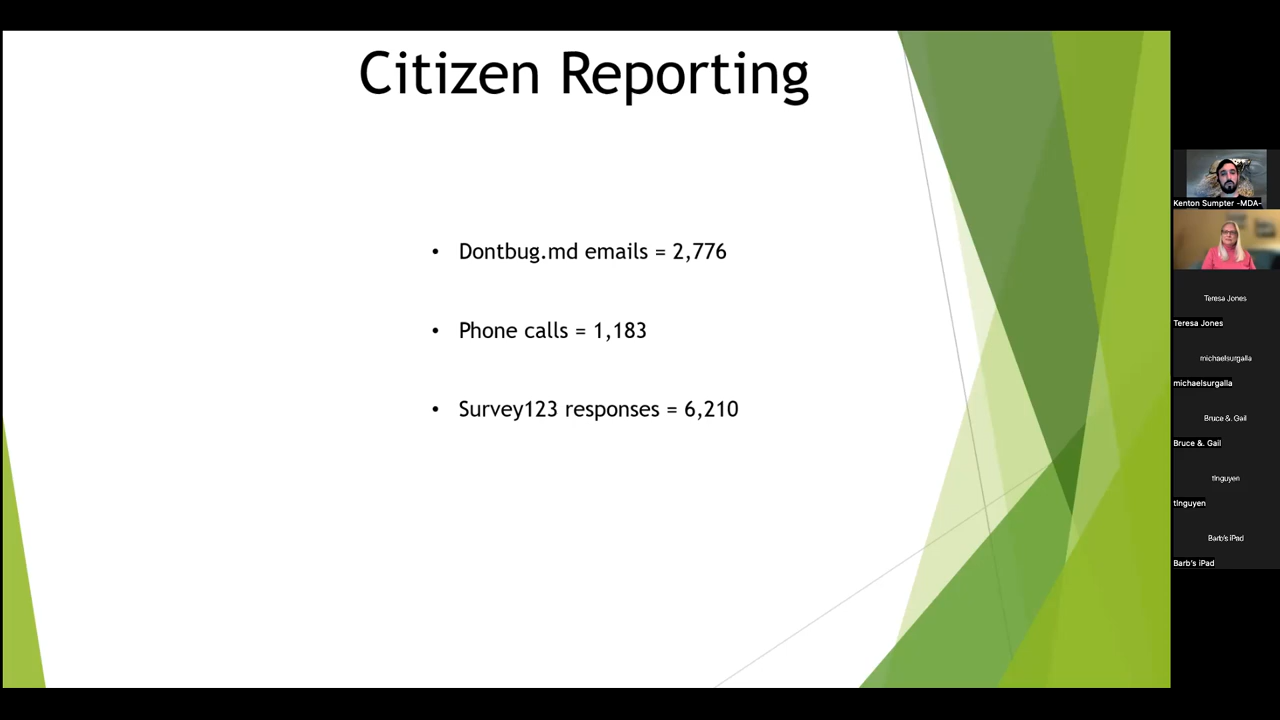 Citizen Reporting
• Dontbug.md emails = 2,776
• Phone calls = 1,183
• Survey123 responses = 6,210
Kenton Sumpter -MDA-
Teresa Jones
Teresa Jones
michaelsurgalla
michaelsurgalla
Bruce &. Gail
Bruce &. Gail
tlnguyen
tlnguyen
Barb's iPad
Barb's iPad